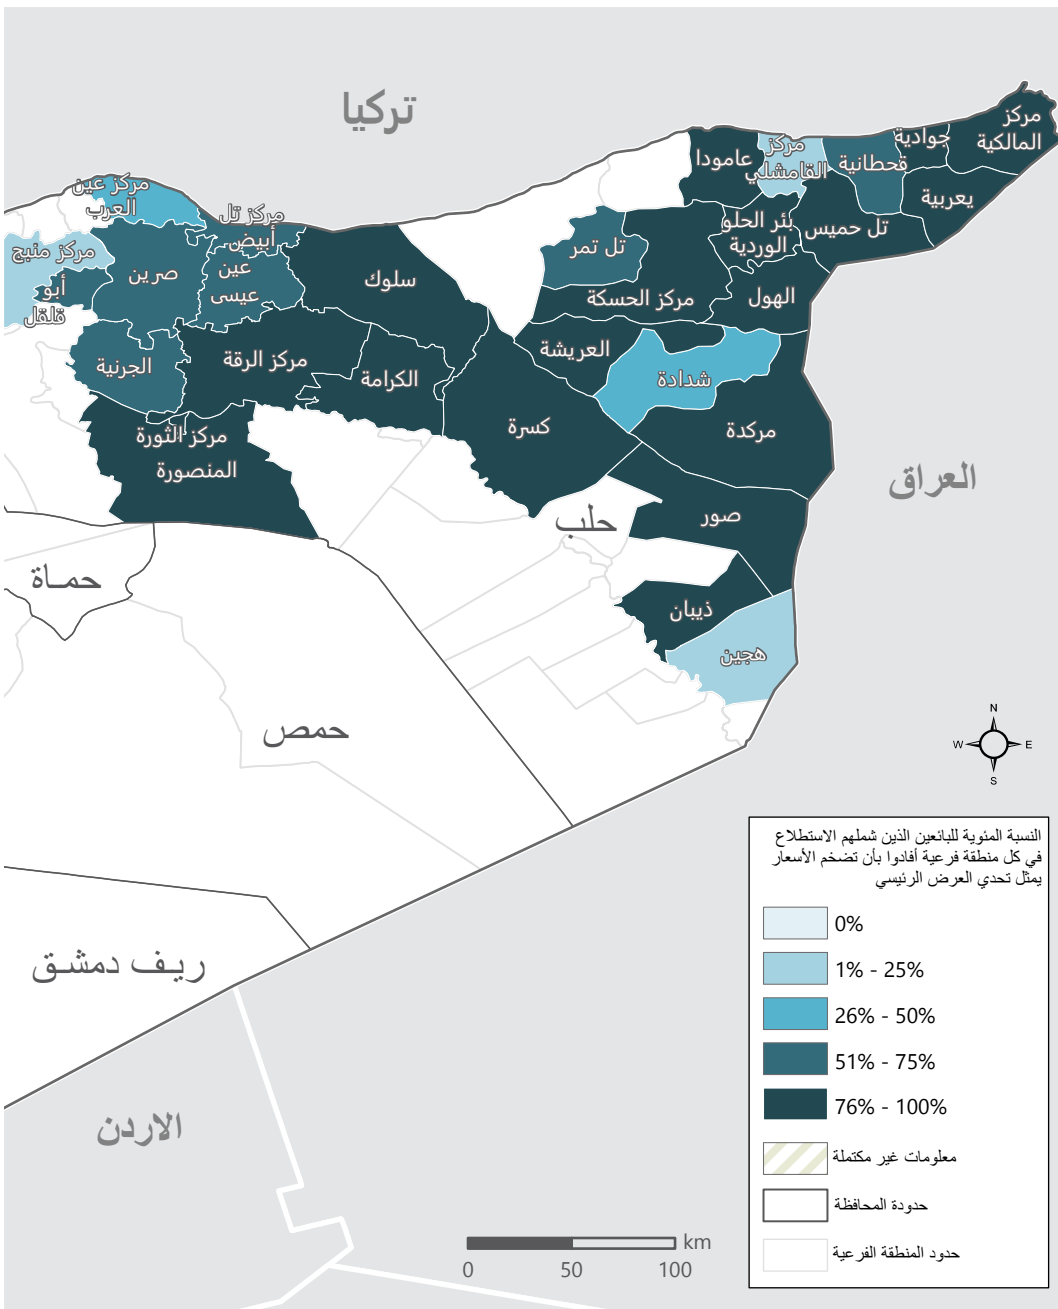 تركيا
مركز
المالكية
جوادية
قحطانية
مركز
القامشلي
عامودا
يعربية
تل حميس
بئر الحلو
الوردية
تل تمر
مركز الحسكة
الهول
مركز عين
العرب
مركز تل
أبيض
مركز منبج
صرين
عين
عيسى
أبو
قلقل
سلوك
الجرنية
مركز الرقة
الكرامة
العريشة
شدادة
كسرة
مركدة
مركز الثورة
المنصورة
العراق
صور
حلب
حمـاة
ذيبان
هجين
حمص
N
W
E
S
ريـف دمشـق
الاردن
النسبة المئوية للبائعين الذين شملهم الاستطلاع
في كل منطقة فرعية أفادوا بأن تضخم الأسعار
يمثل تحدي العرض الرئيسي
0%
1% - 25%
26% - 50%
51% - 75%
76% - 100%
معلومات غير مكتملة
حدودة المحافظة
حدود المنطقة الفرعية
km
0 50 100